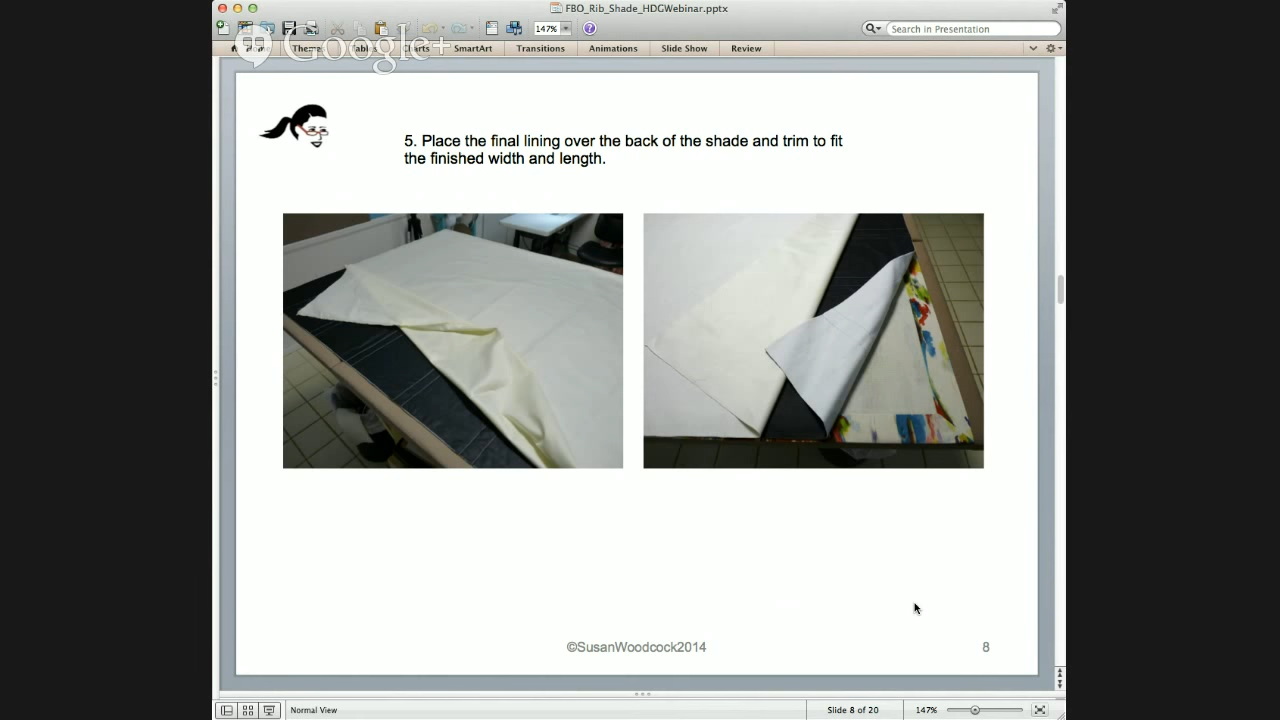 FBO_Rib_Shade_HDGWebinar.pptx
147%
Search in Presentation
Google+
Themes Tables Charts SmartArt Transitions Animations Slide Show Review
5. Place the final lining over the back of the shade and trim to fit
the finished width and length.
©SusanWoodcock2014
8
Normal View
Slide 8 of 20
147%